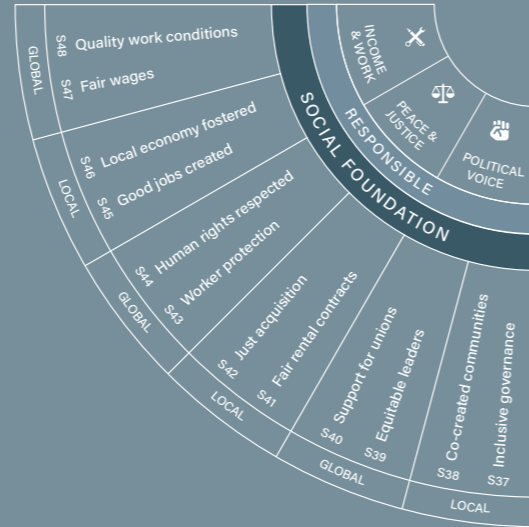 GLOBAL
S48 Quality work conditions
S47 Fair wages
LOCAL
S46 Local economy fostered
S45 Good jobs created
GLOBAL
S44 Human rights respected
S43 Worker protection
LOCAL
S42 Just acquisition
S41 Fair rental contracts
GLOBAL
S40 Support for unions
S39 Equitable leaders
LOCAL
S38 Co-created communities
S37 Inclusive governance
SOCIAL FOUNDATION
RESPONSIBLE
INCOME
& WORK
PEACE &
JUSTICE
POLITICAL
VOICE